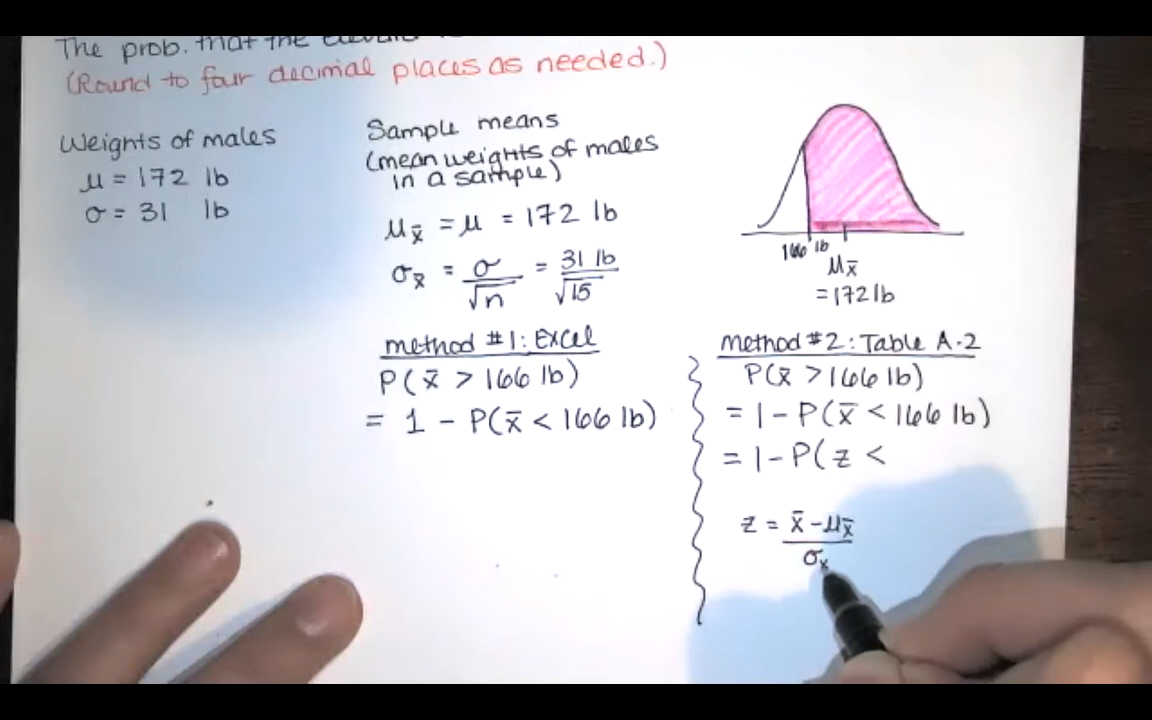 The prob. that the
(Round to four decimal places as needed.)
Weights of males
μ = 172 lb
σ = 31 lb
Sample means
(mean weights of males
in a sample)
μx̄ = μ = 172 lb
σx̄ = σ/√n = 31 lb/√15
166 lb
μx̄
= 172 lb
method #1: Excel
P(x̄ > 166 lb)
= 1 - P(x̄ < 166 lb)
method #2: Table A-2
P(x̄ > 166 lb)
= 1 - P(x̄ < 166 lb)
= 1 - P(z <
z = x̄ - μx̄
σx